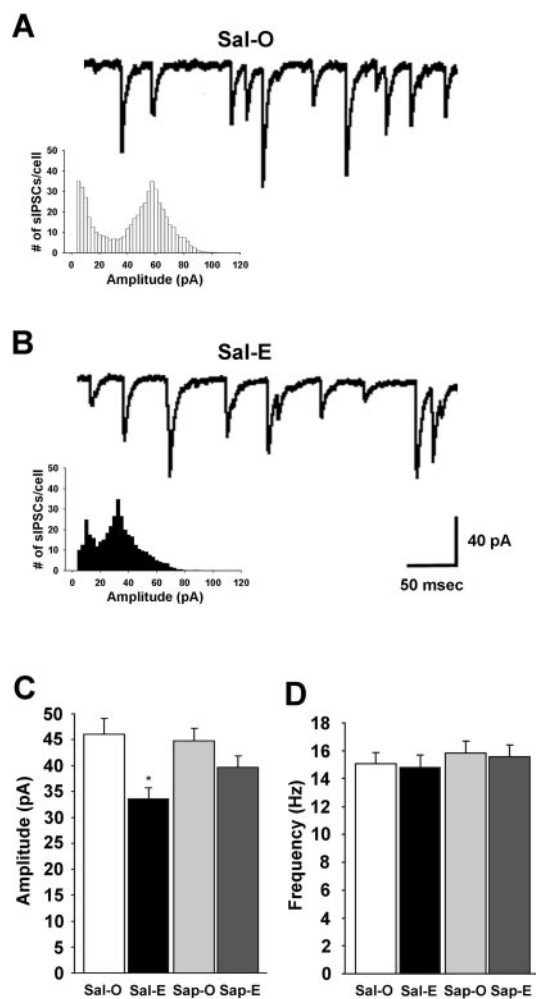 A
Sal-O
# of sIPSCs/cell
50
40
30
20
10
0
0 20 40 60 80 100 120
Amplitude (pA)
B
Sal-E
# of sIPSCs/cell
50
40
30
20
10
0
0 20 40 60 80 100 120
Amplitude (pA)
40 pA
50 msec
C
Amplitude (pA)
50
45
40
35
30
25
20
15
10
5
0
*
Sal-O Sal-E Sap-O Sap-E
D
Frequency (Hz)
18
16
14
12
10
8
6
4
2
0
Sal-O Sal-E Sap-O Sap-E